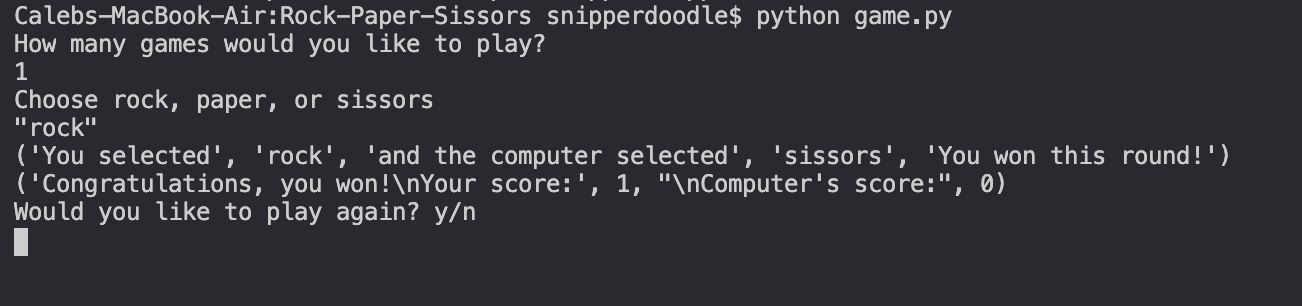 Calebs-MacBook-Air:Rock-Paper-Sissors snipperdoodle$ python game.py
How many games would you like to play?
1
Choose rock, paper, or sissors
"rock"
('You selected', 'rock', 'and the computer selected', 'sissors', 'You won this round!')
('Congratulations, you won!\nYour score:', 1, "\nComputer's score:", 0)
Would you like to play again? y/n